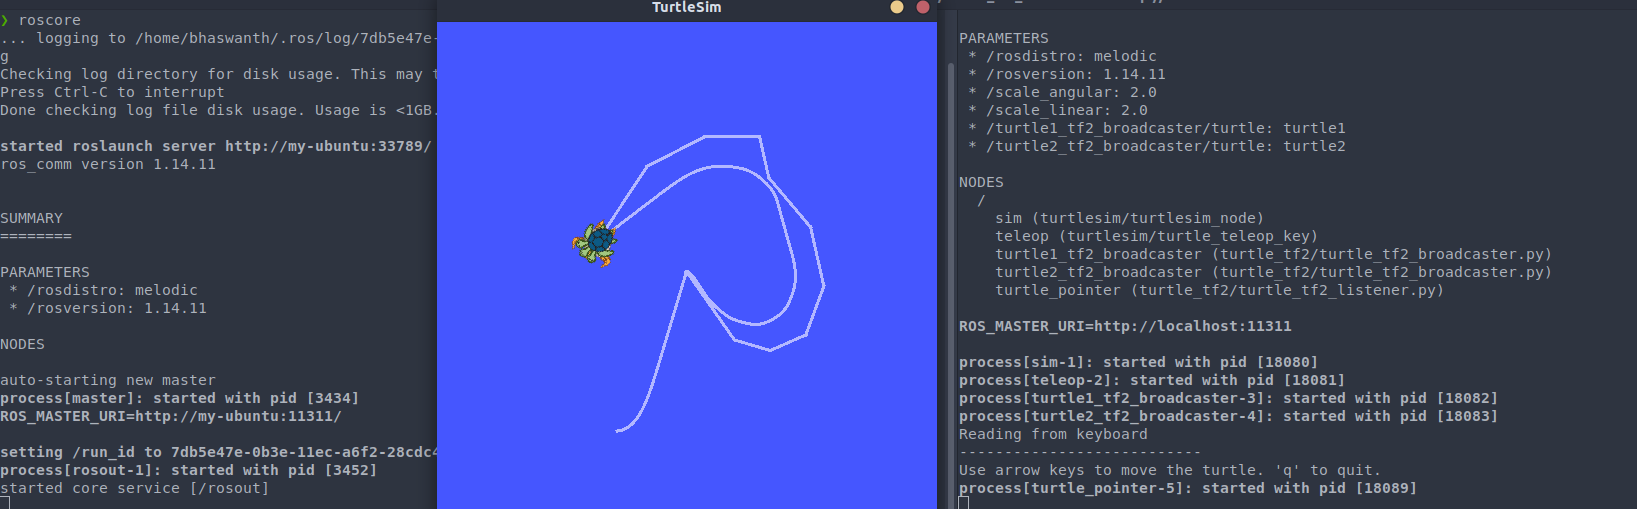 ❯ roscore
... logging to /home/bhaswanth/.ros/log/7db5e47e-
g
Checking log directory for disk usage. This may t
Press Ctrl-C to interrupt
Done checking log file disk usage. Usage is <1GB.
started roslaunch server http://my-ubuntu:33789/
ros_comm version 1.14.11
SUMMARY
========
PARAMETERS
* /rosdistro: melodic
* /rosversion: 1.14.11
NODES
auto-starting new master
process[master]: started with pid [3434]
ROS_MASTER_URI=http://my-ubuntu:11311/
setting /run_id to 7db5e47e-0b3e-11ec-a6f2-28cdc4
process[rosout-1]: started with pid [3452]
started core service [/rosout]
TurtleSim
PARAMETERS
* /rosdistro: melodic
* /rosversion: 1.14.11
* /scale_angular: 2.0
* /scale_linear: 2.0
* /turtle1_tf2_broadcaster/turtle: turtle1
* /turtle2_tf2_broadcaster/turtle: turtle2
NODES
/
sim (turtlesim/turtlesim_node)
teleop (turtlesim/turtle_teleop_key)
turtle1_tf2_broadcaster (turtle_tf2/turtle_tf2_broadcaster.py)
turtle2_tf2_broadcaster (turtle_tf2/turtle_tf2_broadcaster.py)
turtle_pointer (turtle_tf2/turtle_tf2_listener.py)
ROS_MASTER_URI=http://localhost:11311
process[sim-1]: started with pid [18080]
process[teleop-2]: started with pid [18081]
process[turtle1_tf2_broadcaster-3]: started with pid [18082]
process[turtle2_tf2_broadcaster-4]: started with pid [18083]
Reading from keyboard
---------------------------
Use arrow keys to move the turtle. 'q' to quit.
process[turtle_pointer-5]: started with pid [18089]